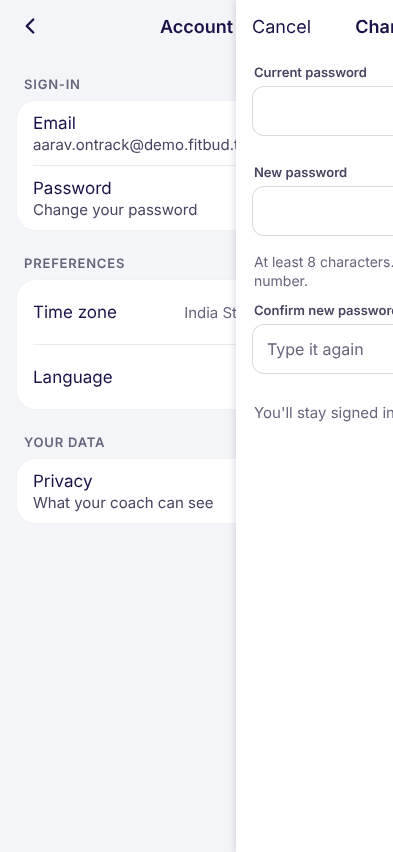 Account
SIGN-IN
Email
aarav.ontrack@demo.fitbud.
Password
Change your password
PREFERENCES
Time zone
India St
Language
YOUR DATA
Privacy
What your coach can see
Cancel
Char
Current password
New password
At least 8 characters.
number.
Confirm new password
Type it again
You'll stay signed in